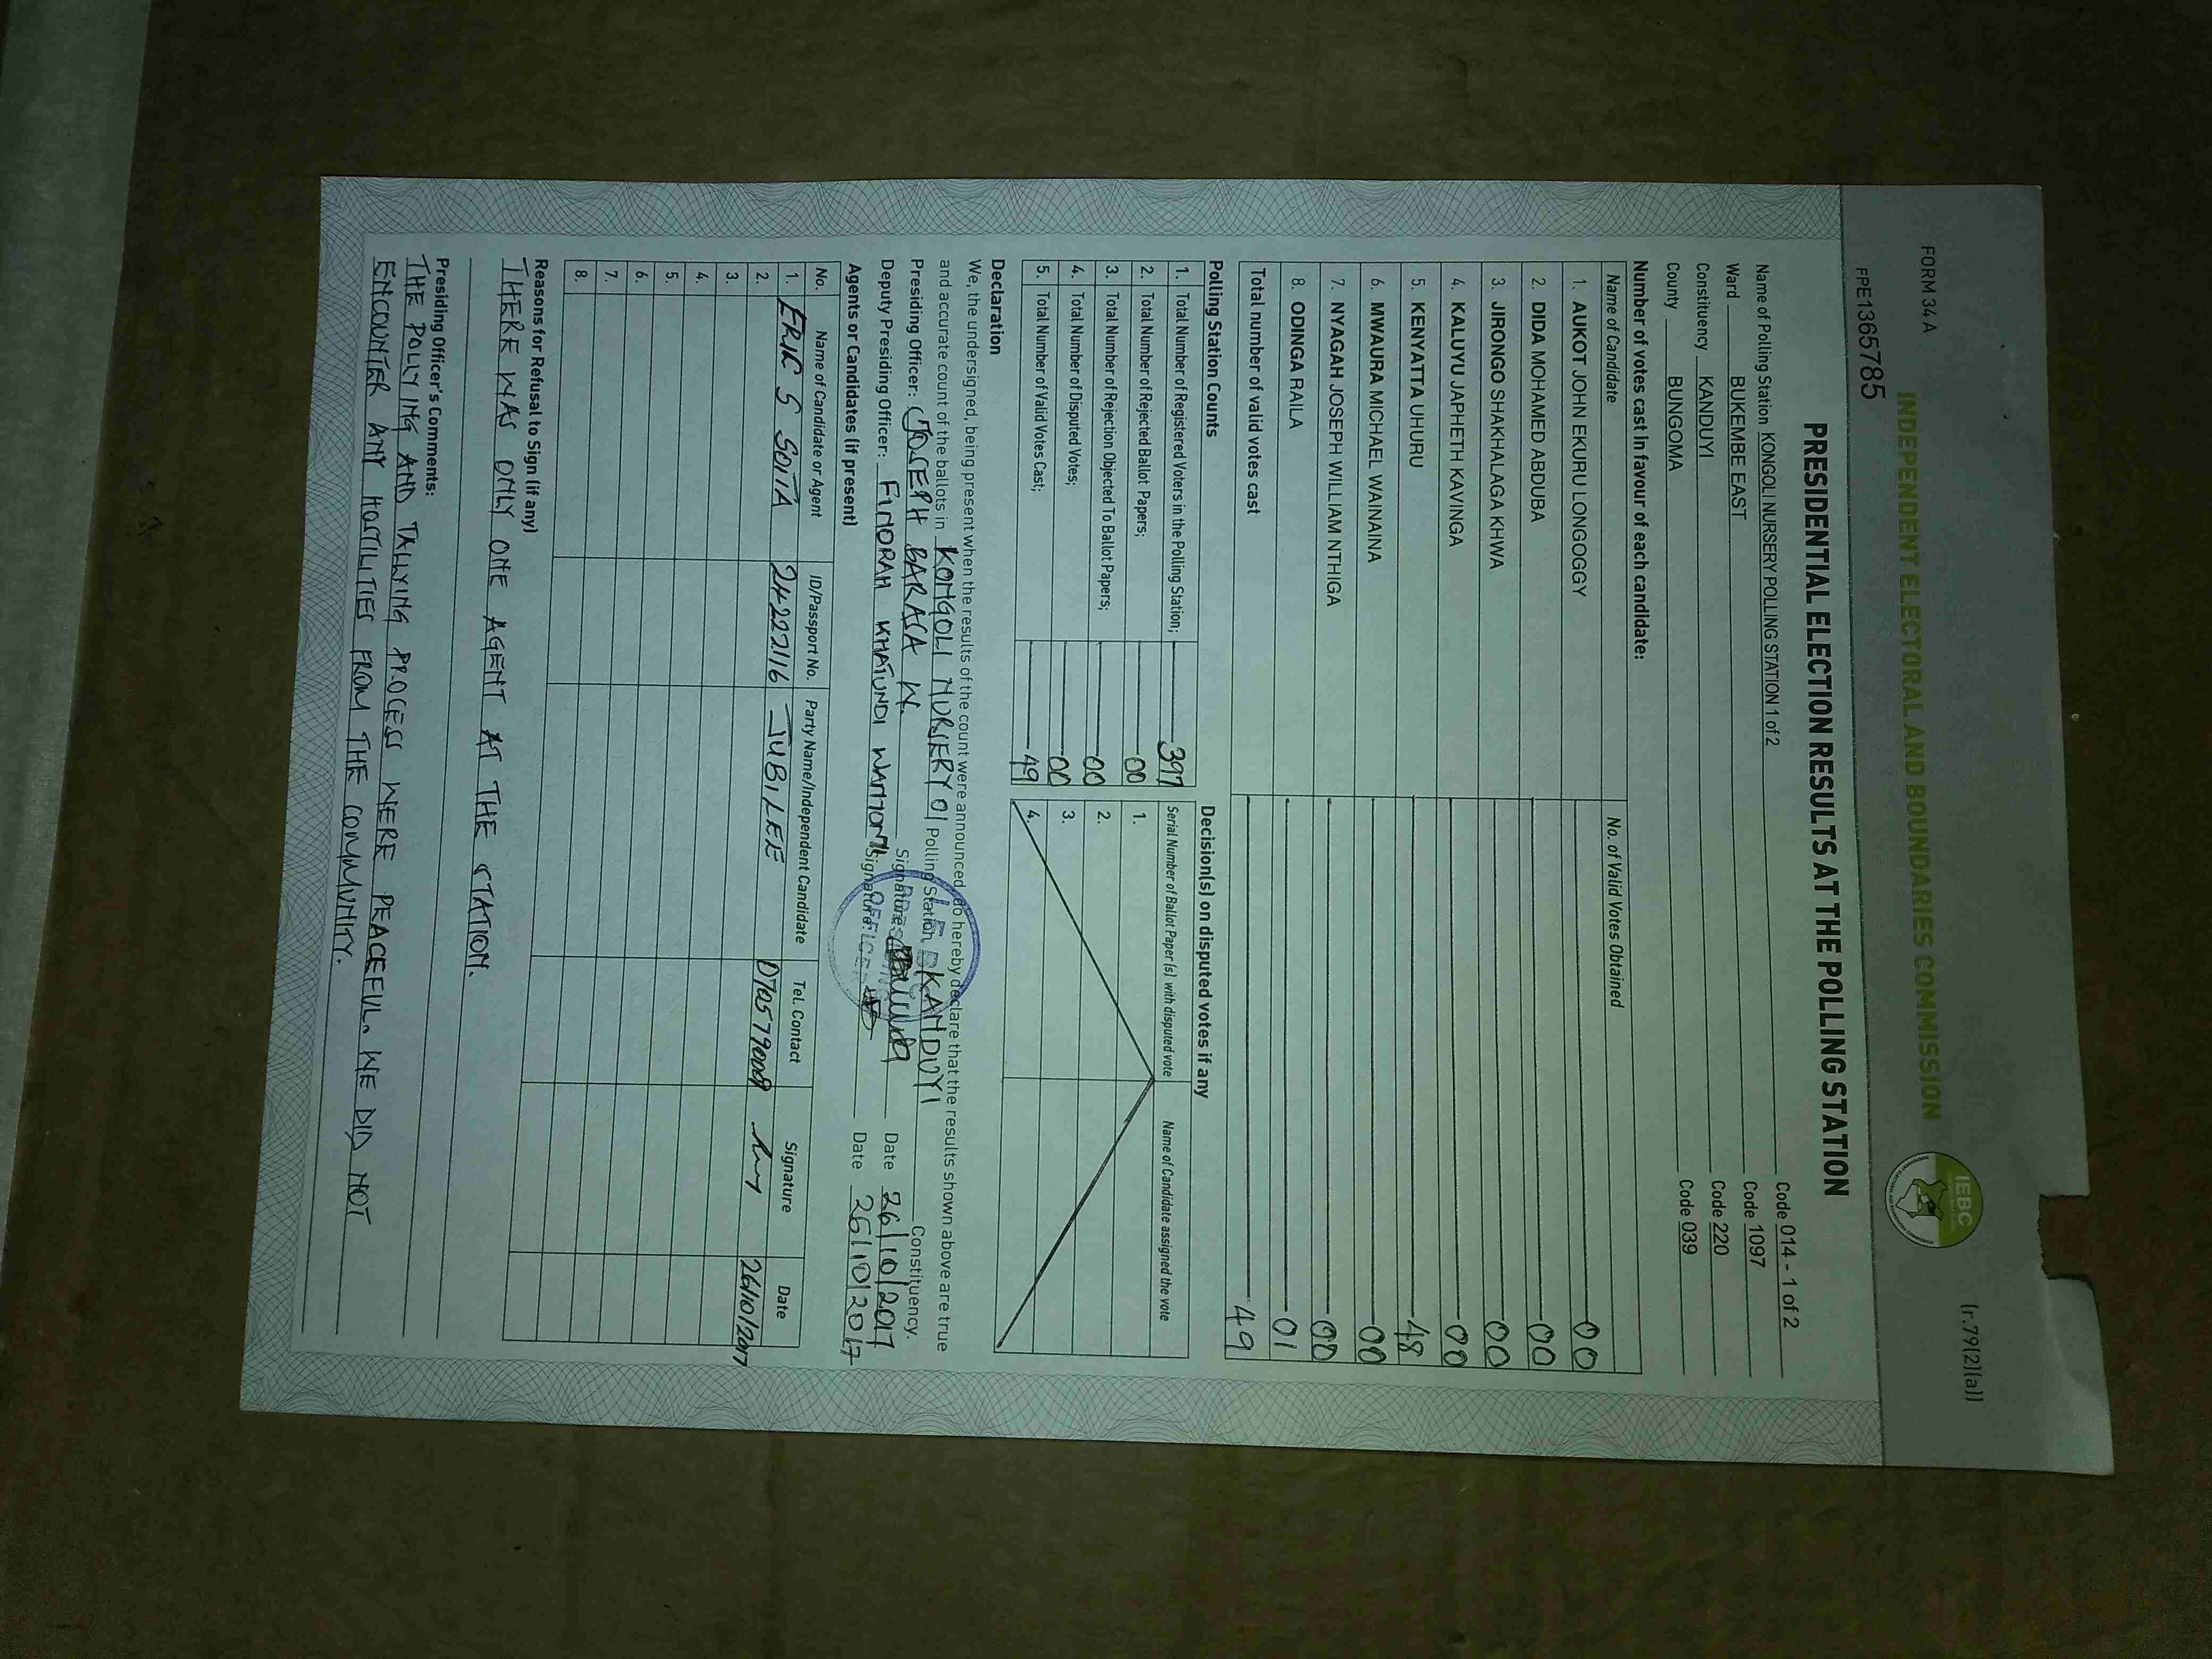 FORM 34 A
(r.79(2)(a))
INDEPENDENT ELECTORAL AND BOUNDARIES COMMISSION
IEBC
FPE1365785
PRESIDENTIAL ELECTION RESULTS AT THE POLLING STATION
Name of Polling Station KONGOLI NURSERY POLLING STATION 1 of 2 Code 014 - 1 of 2
Ward BUKEMBE EAST Code 1097
Constituency KANDUYI Code 220
County BUNGOMA Code 039
Number of votes cast in favour of each candidate:
Name of Candidate No. of Valid Votes Obtained
1. AUKOT JOHN EKURU LONGOGGY 00
2. DIDA MOHAMED ABDUBA 00
3. JIRONGO SHAKHALAGA KHWA 00
4. KALUYU JAPHETH KAVINGA 00
5. KENYATTA UHURU 48
6. MWAURA MICHAEL WAINAINA 00
7. NYAGAH JOSEPH WILLIAM NTHIGA 00
8. ODINGA RAILA 01
Total number of valid votes cast 49
Polling Station Counts
1. Total Number of Registered Voters in the Polling Station; 397
2. Total Number of Rejected Ballot Papers; 00
3. Total Number of Rejection Objected To Ballot Papers; 00
4. Total Number of Disputed Votes; 00
5. Total Number of Valid Votes Cast; 49
Decision(s) on disputed votes if any
Serial Number of Ballot Paper (s) with disputed vote Name of Candidate assigned the vote
1.
2.
3.
4.
Declaration
We, the undersigned, being present when the results of the count were announced, do hereby declare that the results shown above are true
and accurate count of the ballots in KONGOLI NURSERY 01 Polling Station KANDUYI Constituency.
Presiding Officer: JOSEPH BARASA W. Signature Date 26/10/2017
Deputy Presiding Officer: FINORAH KHATUNDI Signature Date 26/10/2017
Agents or Candidates (if present)
No. Name of Candidate or Agent ID/Passport No. Party Name/Independent Candidate Tel. Contact Signature Date
1. ERIC S SOITA 24222116 JUBILEE 26/10/2017
2.
3.
4.
5.
6.
7.
8.
Reasons for Refusal to Sign (if any)
THERE WAS ONLY ONE AGENT AT THE STATION.
Presiding Officer's Comments:
THE POLLYING AND TALLYING PROCESS WERE PEACEFUL. WE DID NOT
ENCOUNTER ANY HOSTILITIES FROM THE COMMUNITY.